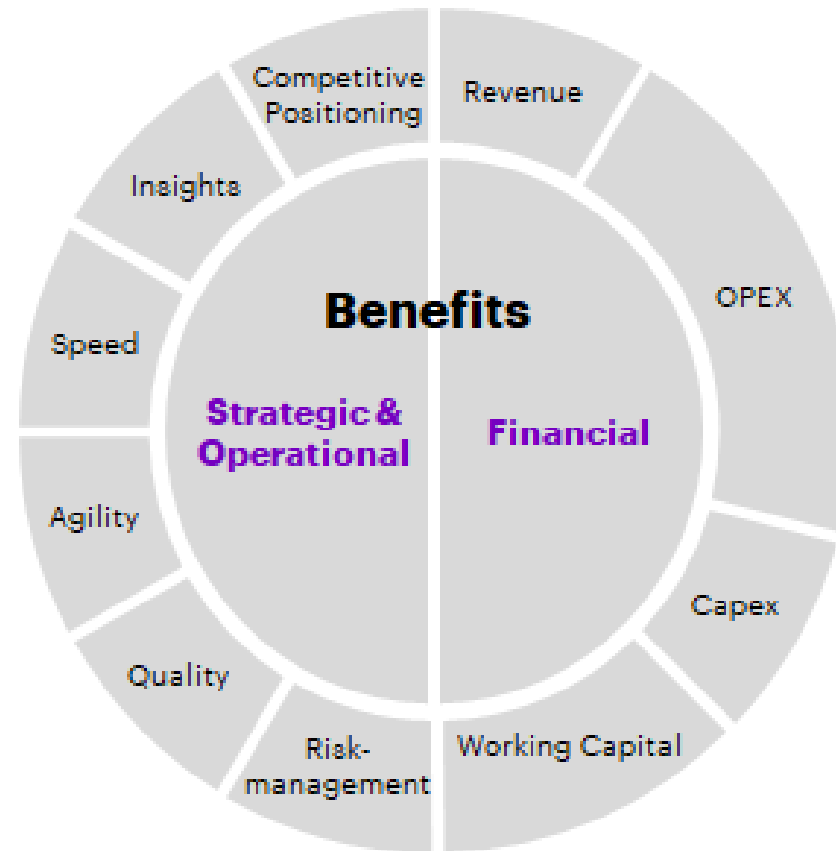 Competitive
Positioning
Revenue
Insights
OPEX
Benefits
Speed
Strategic &
Operational
Financial
Agility
Capex
Quality
Working Capital
Risk-
management